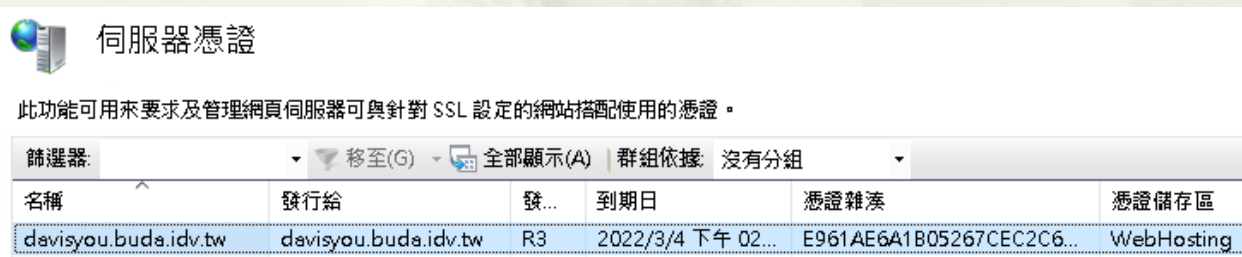 伺服器憑證
此功能可用來要求及管理網頁伺服器可與針對 SSL 設定的網站搭配使用的憑證。
篩選器: 移至(G) 全部顯示(A) 群組依據: 沒有分組
名稱 發行給 發... 到期日 憑證雜湊 憑證儲存區
davisyou.buda.idv.tw davisyou.buda.idv.tw R3 2022/3/4 下午 02... E961AE6A1B05267CEC2C6... WebHosting